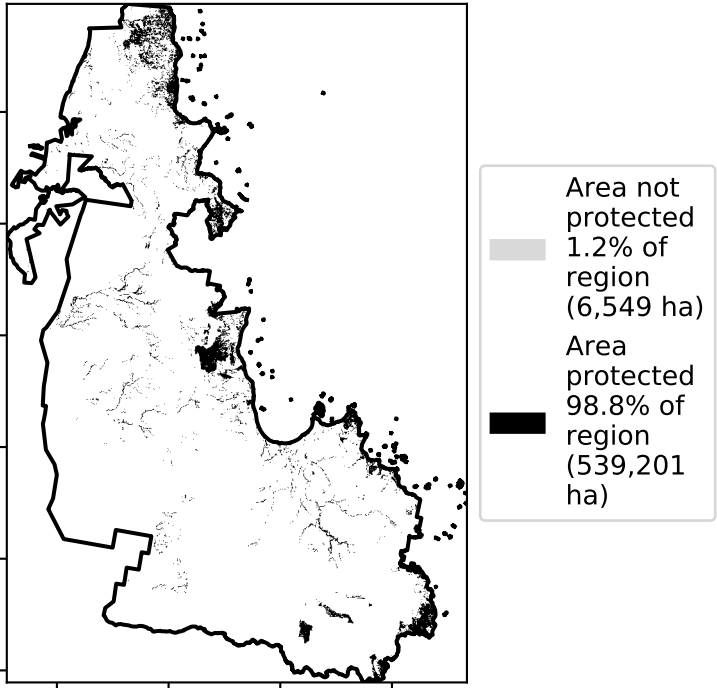 Area not
protected
1.2% of
region
(6,549 ha)
Area
protected
98.8% of
region
(539,201
ha)